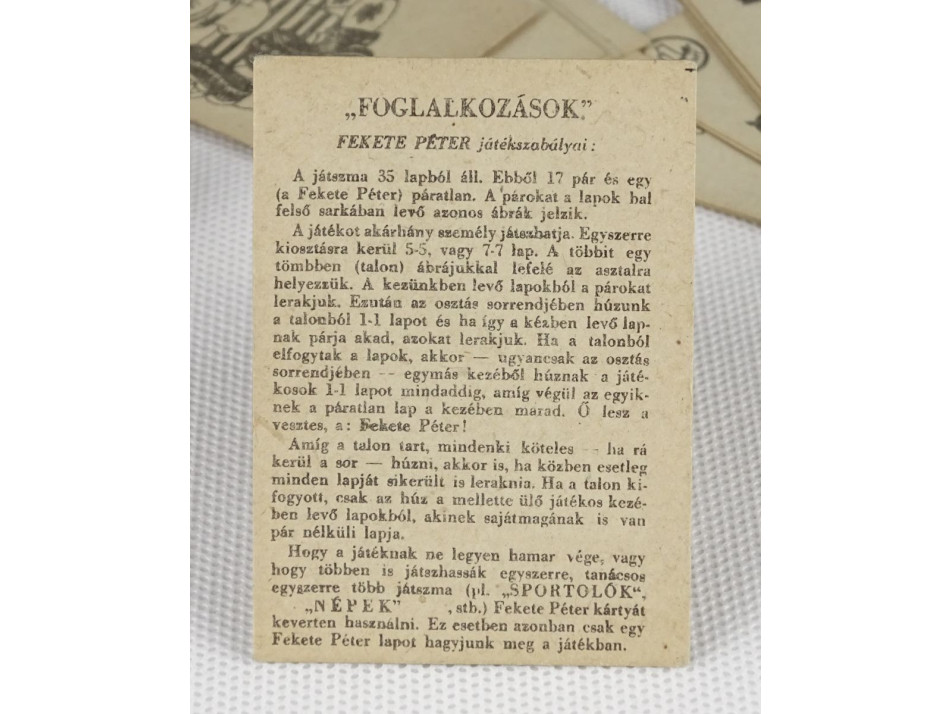 „FOGLALKOZÁSOK”
FEKETE PÉTER játékszabályai:
A játszma 35 lapból áll. Ebből 17 pár és egy
(a Fekete Péter) páratlan. A párokat a lapok bal
felső sarkában levő azonos ábrák jelzik.
A játékot akárhány személy játszhatja. Egyszerre
kiosztásra kerül 5-5, vagy 7-7 lap. A többit egy
tömbben (talon) ábrájukkal lefelé az asztalra
helyezzük. A kezünkben levő lapokból a párokat
lerakjuk. Ezután az osztás sorrendjében húzunk
a talonból 1-1 lapot és ha így a kézben levő lap-
nak párja akad, azokat lerakjuk. Ha a talonból
elfogytak a lapok, akkor — ugyancsak az osztás
sorrendjében — egymás kezéből húznak a játé-
kosok 1-1 lapot mindaddig, amíg végül az egyik-
nek a páratlan lap a kezében marad. Ő lesz a
vesztes, a: Fekete Péter!
Amíg a talon tart, mindenki köteles — ha rá
kerül a sor — húzni, akkor is, ha közben esetleg
minden lapját sikerült is leraknia. Ha a talon ki-
fogyott, csak az húz a mellette ülő játékos kezé-
ben levő lapokból, akinek sajátmagának is van
pár nélküli lapja.
Hogy a játéknak ne legyen hamar vége, vagy
hogy többen is játszhassák egyszerre, tanácsos
egyszerre több játszma (pl. „SPORTOLÓK“,
„NÉPEK” , stb.) Fekete Péter kártyát
keverten használni. Ez esetben azonban csak egy
Fekete Péter lapot hagyjunk meg a játékban.